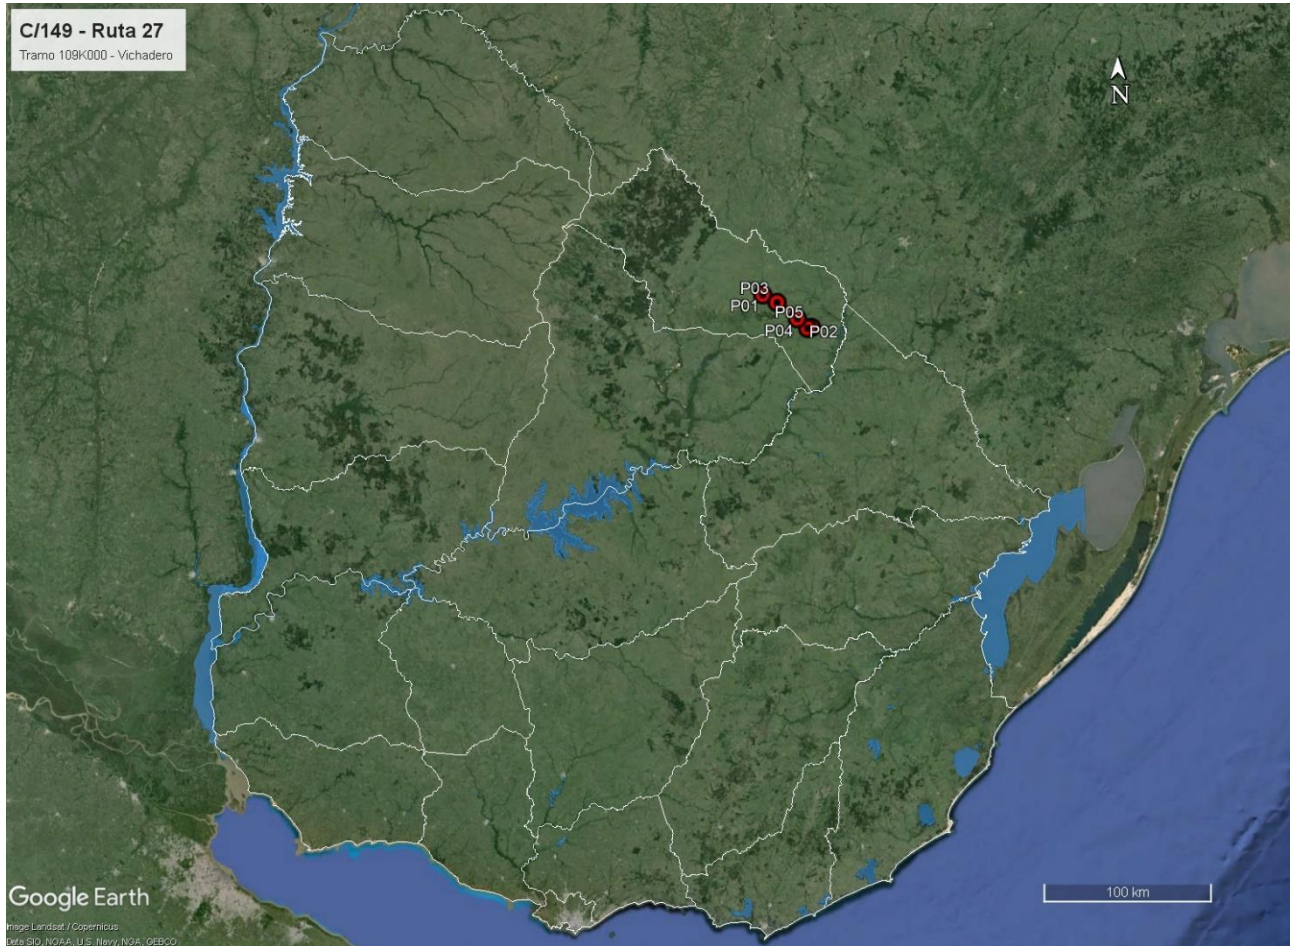 C/149 - Ruta 27
Tramo 109K000 - Vichadero
N
P03
P01
P05
P04
P02
100 km
Google Earth
Image Landsat / Copernicus
Data SIO, NOAA, U.S. Navy, NGA, GEBCO